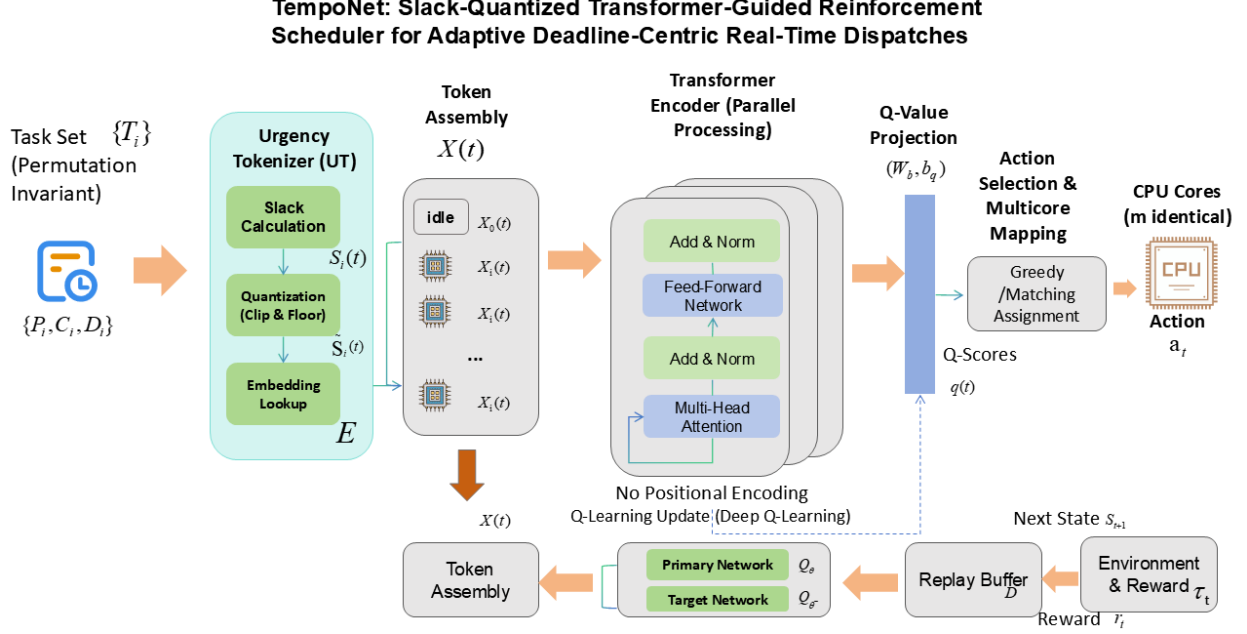 TempoNet: Slack-Quantized Transformer-Guided Reinforcement
Scheduler for Adaptive Deadline-Centric Real-Time Dispatches
Task Set {T_i}
(Permutation
Invariant)
{P_i, C_i, D_i}
Urgency
Tokenizer (UT)
Slack
Calculation
S_i(t)
Quantization
(Clip & Floor)
S̃_i(t)
Embedding
Lookup
E
Token
Assembly
X(t)
idle
X_0(t)
X_i(t)
X_i(t)
...
X_i(t)
Transformer
Encoder (Parallel
Processing)
Add & Norm
Feed-Forward
Network
Add & Norm
Multi-Head
Attention
No Positional Encoding
Q-Learning Update (Deep Q-Learning)
Q-Value
Projection
(W_b, b_q)
Q-Scores
q(t)
Action
Selection &
Multicore
Mapping
Greedy
/Matching
Assignment
CPU Cores
(m identical)
CPU
Action
a_t
X(t)
Token
Assembly
Primary Network Q_θ
Target Network Q_θ⁻
Replay Buffer
D
Next State S_{t+1}
Environment
& Reward τ_t
Reward r_t